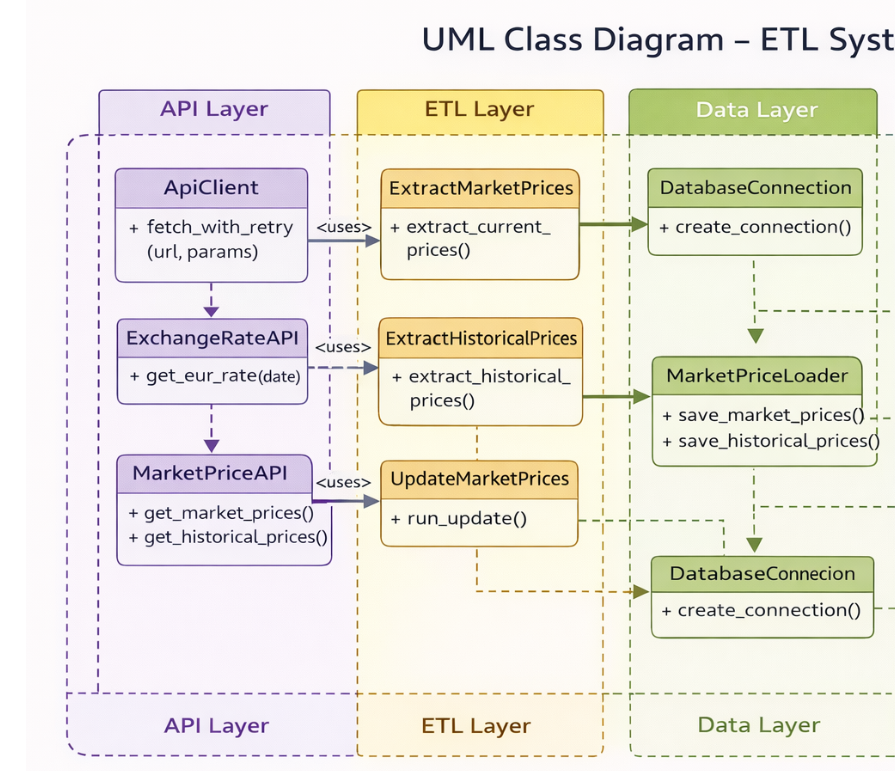 UML Class Diagram – ETL Syst
API Layer
ETL Layer
Data Layer
ApiClient
+ fetch_with_retry
(url, params)
<uses>
ExtractMarketPrices
+ extract_current_
prices()
DatabaseConnection
+ create_connection()
ExchangeRateAPI
+ get_eur_rate(date)
<uses>
ExtractHistoricalPrices
+ extract_historical_
prices()
MarketPriceLoader
+ save_market_prices()
+ save_historical_prices()
MarketPriceAPI
+ get_market_prices()
+ get_historical_prices()
<uses>
UpdateMarketPrices
+ run_update()
DatabaseConnecion
+ create_connection()
API Layer
ETL Layer
Data Layer